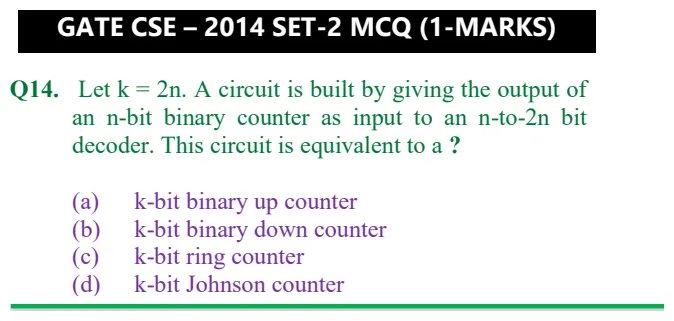 GATE CSE – 2014 SET-2 MCQ (1-MARKS)
Q14. Let k = 2n. A circuit is built by giving the output of
an n-bit binary counter as input to an n-to-2n bit
decoder. This circuit is equivalent to a ?
(a) k-bit binary up counter
(b) k-bit binary down counter
(c) k-bit ring counter
(d) k-bit Johnson counter